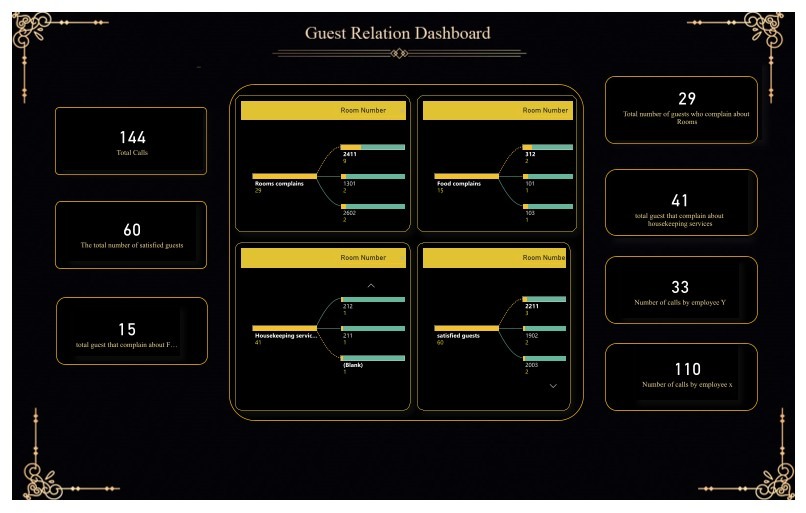 Guest Relation Dashboard
144
Total Calls
60
The total number of satisfied guests
15
total guest that complain about F…
Room Number
Rooms complains
29
2411
9
1301
2
2602
2
Room Number
Food complains
15
312
2
101
1
103
1
Room Number
Housekeeping servic…
41
212
1
211
1
(Blank)
1
Room Numbe
satisfied guests
60
2211
3
1902
2
2003
2
29
Total number of guests who complain about
Rooms
41
total guest that complain about
housekeeping services
33
Number of calls by employee Y
110
Number of calls by employee x